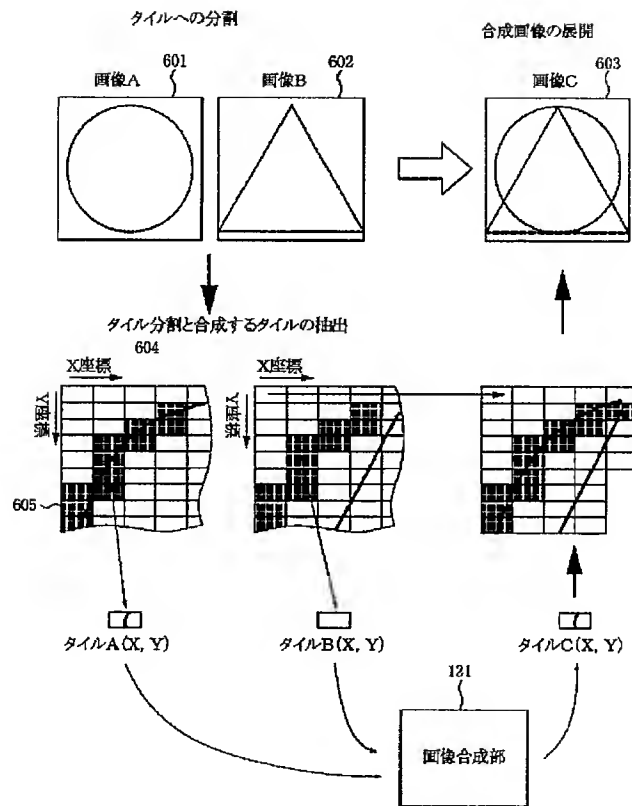 タイルへの分割
合成画像の展開
601
602
603
画像A
画像B
画像C
タイル分割と合成するタイルの抽出
604
X座標
X座標
Y座標
Y座標
605
タイルA(X, Y)
タイルB(X, Y)
タイルC(X, Y)
121
画像合成部